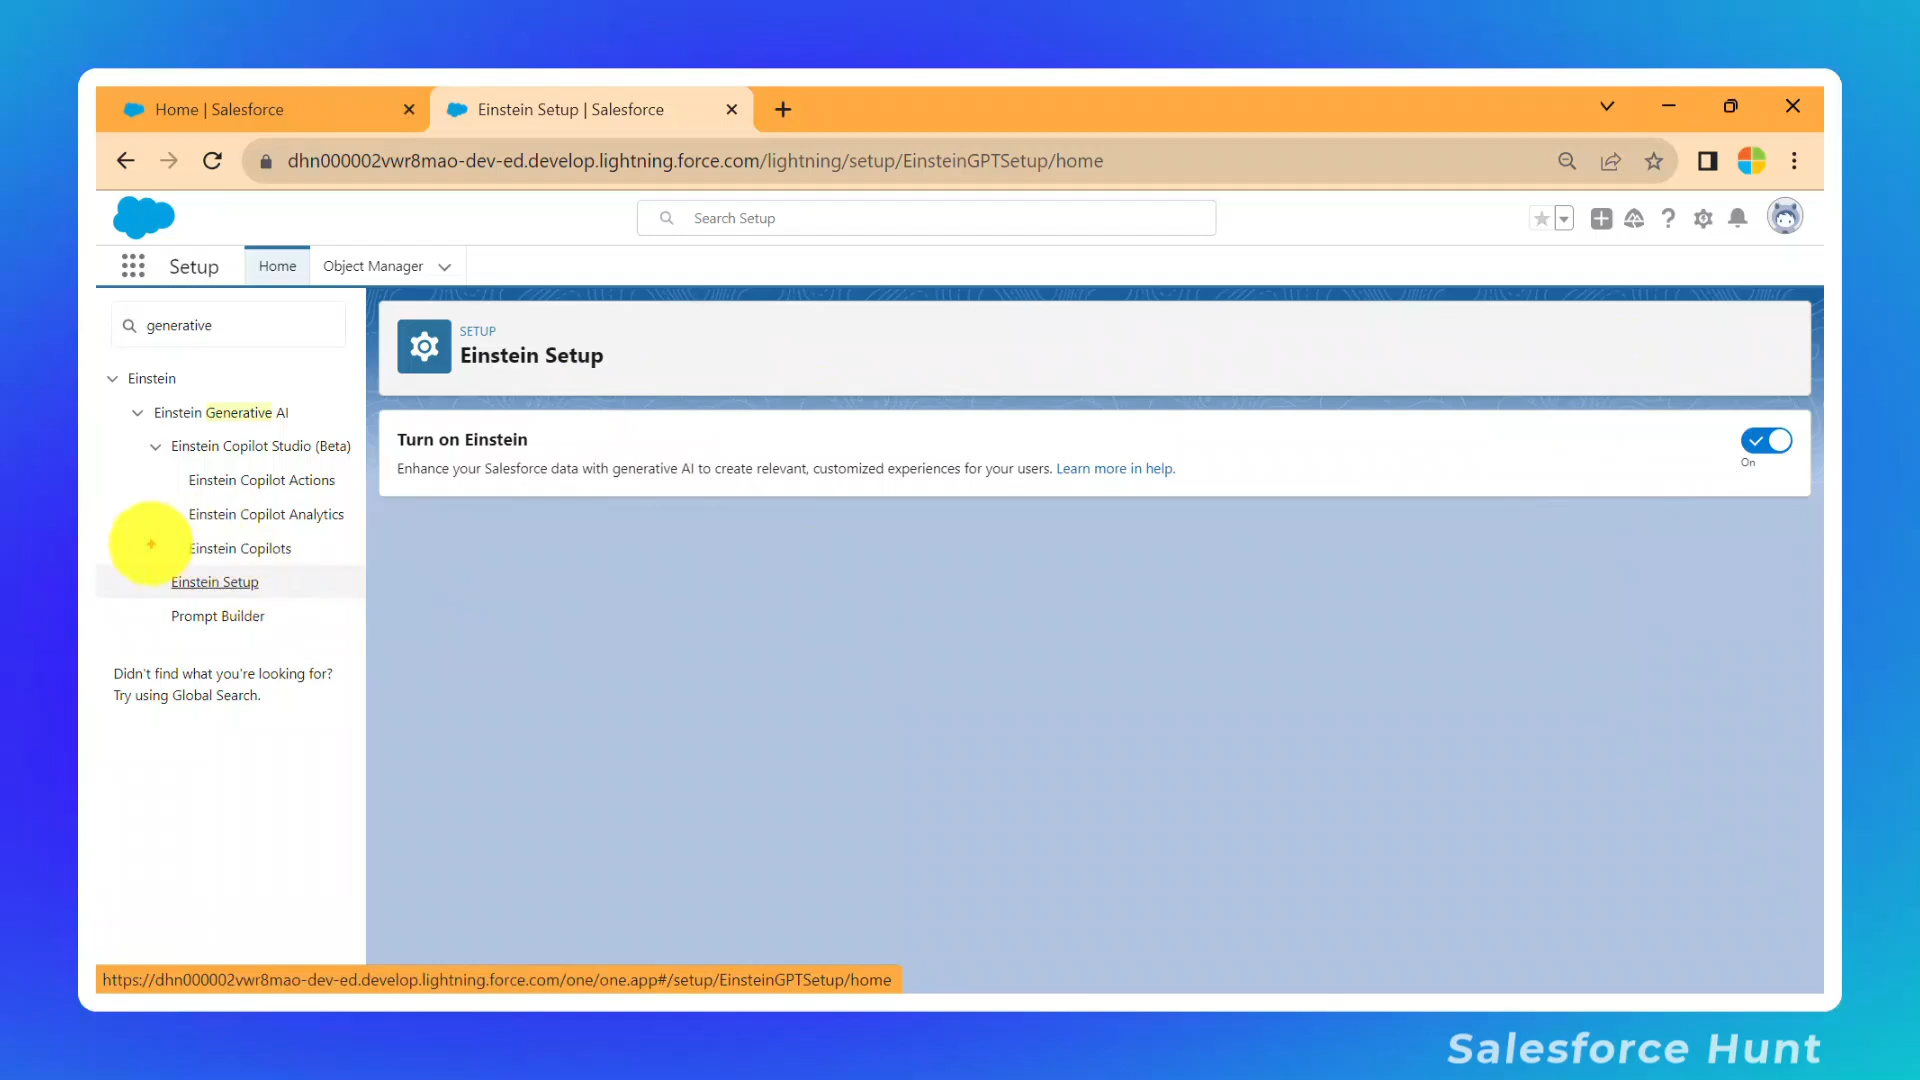 Home | Salesforce
Einstein Setup | Salesforce
dhn000002vwr8mao-dev-ed.develop.lightning.force.com/lightning/setup/EinsteinGPTSetup/home
Search Setup
Setup
Home
Object Manager
generative
Einstein
Einstein Generative AI
Einstein Copilot Studio (Beta)
Einstein Copilot Actions
Einstein Copilot Analytics
Einstein Copilots
Einstein Setup
Prompt Builder
Didn't find what you're looking for?
Try using Global Search.
SETUP
Einstein Setup
Turn on Einstein
Enhance your Salesforce data with generative AI to create relevant, customized experiences for your users. Learn more in help.
On
https://dhn000002vwr8mao-dev-ed.develop.lightning.force.com/one/one.app#/setup/EinsteinGPTSetup/home
Salesforce Hunt